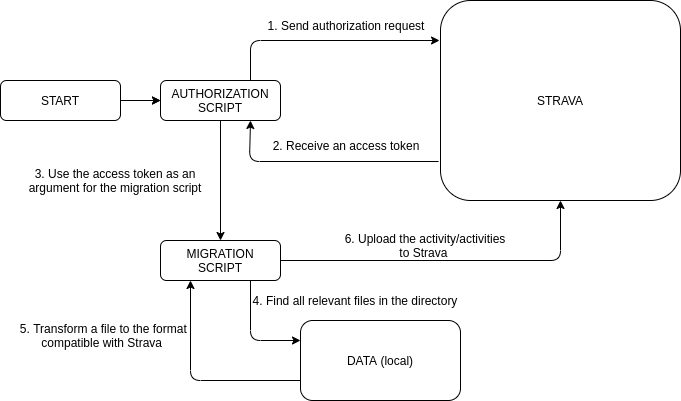 1. Send authorization request
START
AUTHORIZATION
SCRIPT
STRAVA
2. Receive an access token
3. Use the access token as an
argument for the migration script
MIGRATION
SCRIPT
6. Upload the activity/activities
to Strava
4. Find all relevant files in the directory
5. Transform a file to the format
compatible with Strava
DATA (local)